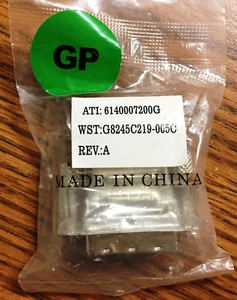 GP
ATI: 6140007200G
WST:G8245C219-005C
REV.:A
MADE IN CHINA